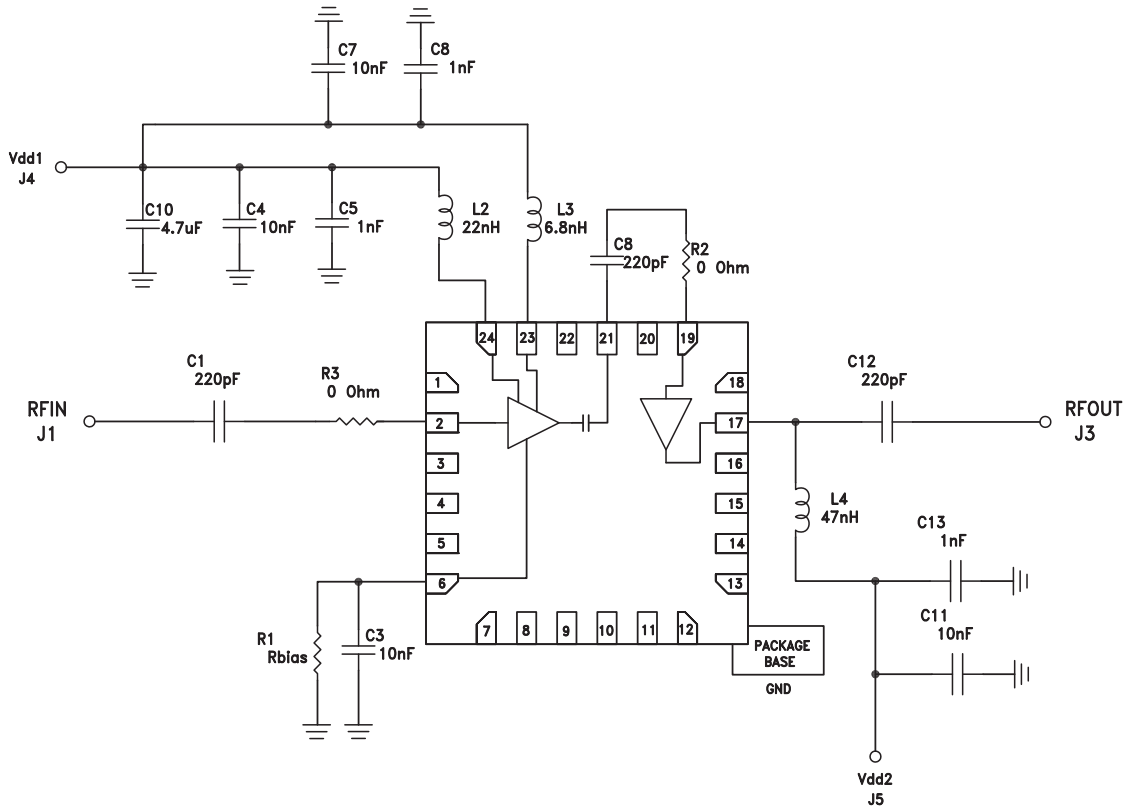 C7
10nF
C8
1nF
Vdd1
J4
C10
4.7uF
C4
10nF
C5
1nF
L2
22nH
L3
6.8nH
C8
220pF
R2
0 Ohm
24
23
22
21
20
19
C1
220pF
R3
0 Ohm
C12
220pF
RFIN
J1
RFOUT
J3
1
2
3
4
5
6
18
17
16
15
14
13
L4
47nH
C13
1nF
C11
10nF
R1
Rbias
C3
10nF
7
8
9
10
11
12
PACKAGE
BASE
GND
Vdd2
J5